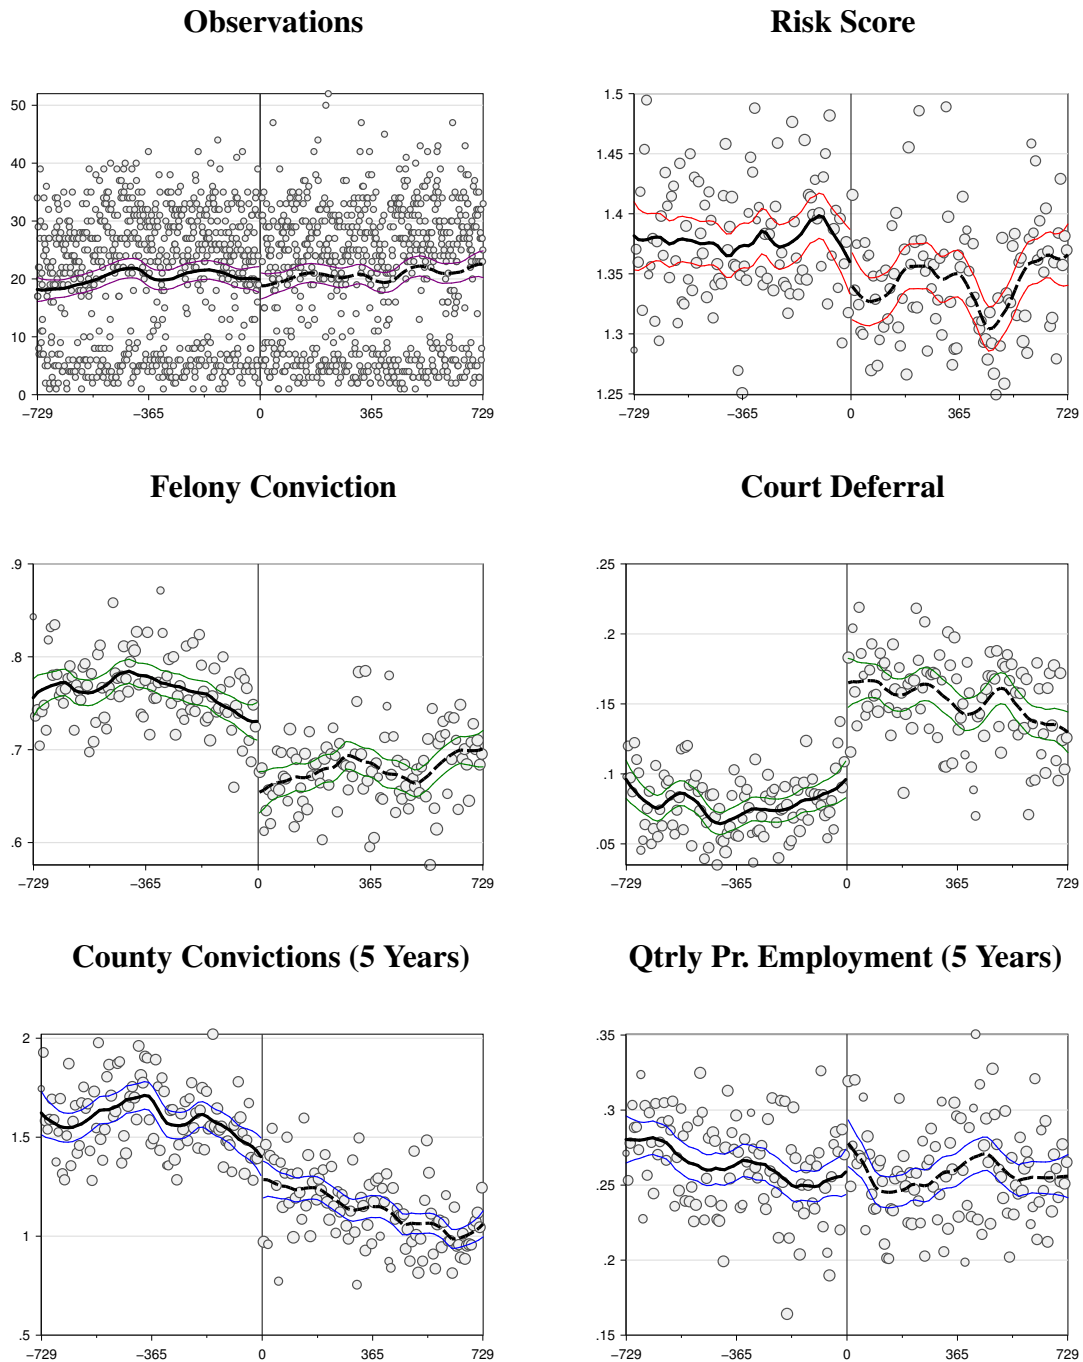 Observations
Risk Score
50
40
30
20
10
0
−729 −365 0 365 729
1.5
1.45
1.4
1.35
1.3
1.25
−729 −365 0 365 729
Felony Conviction
Court Deferral
.9
.8
.7
.6
−729 −365 0 365 729
.25
.2
.15
.1
.05
−729 −365 0 365 729
County Convictions (5 Years)
Qtrly Pr. Employment (5 Years)
2
1.5
1
.5
−729 −365 0 365 729
.35
.3
.25
.2
.15
−729 −365 0 365 729